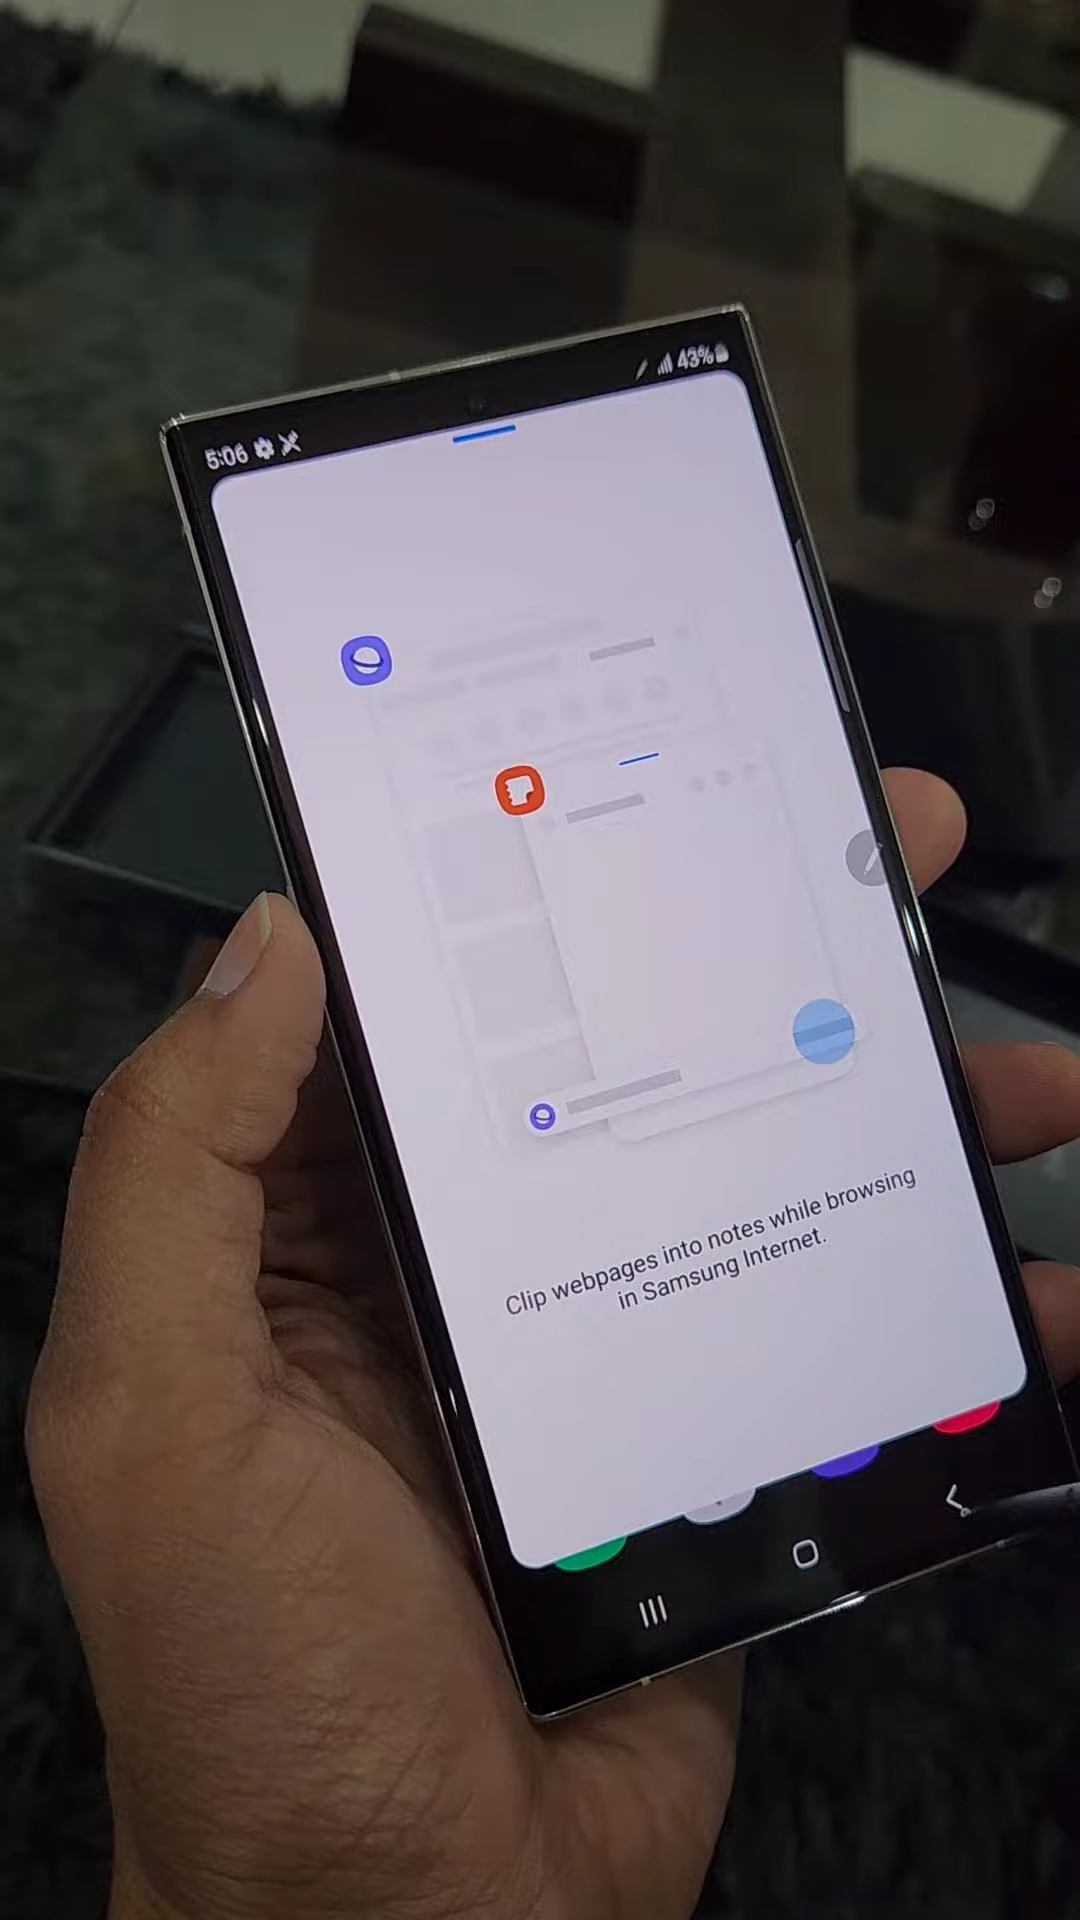 5:06
43%
Clip webpages into notes while browsing
in Samsung Internet.